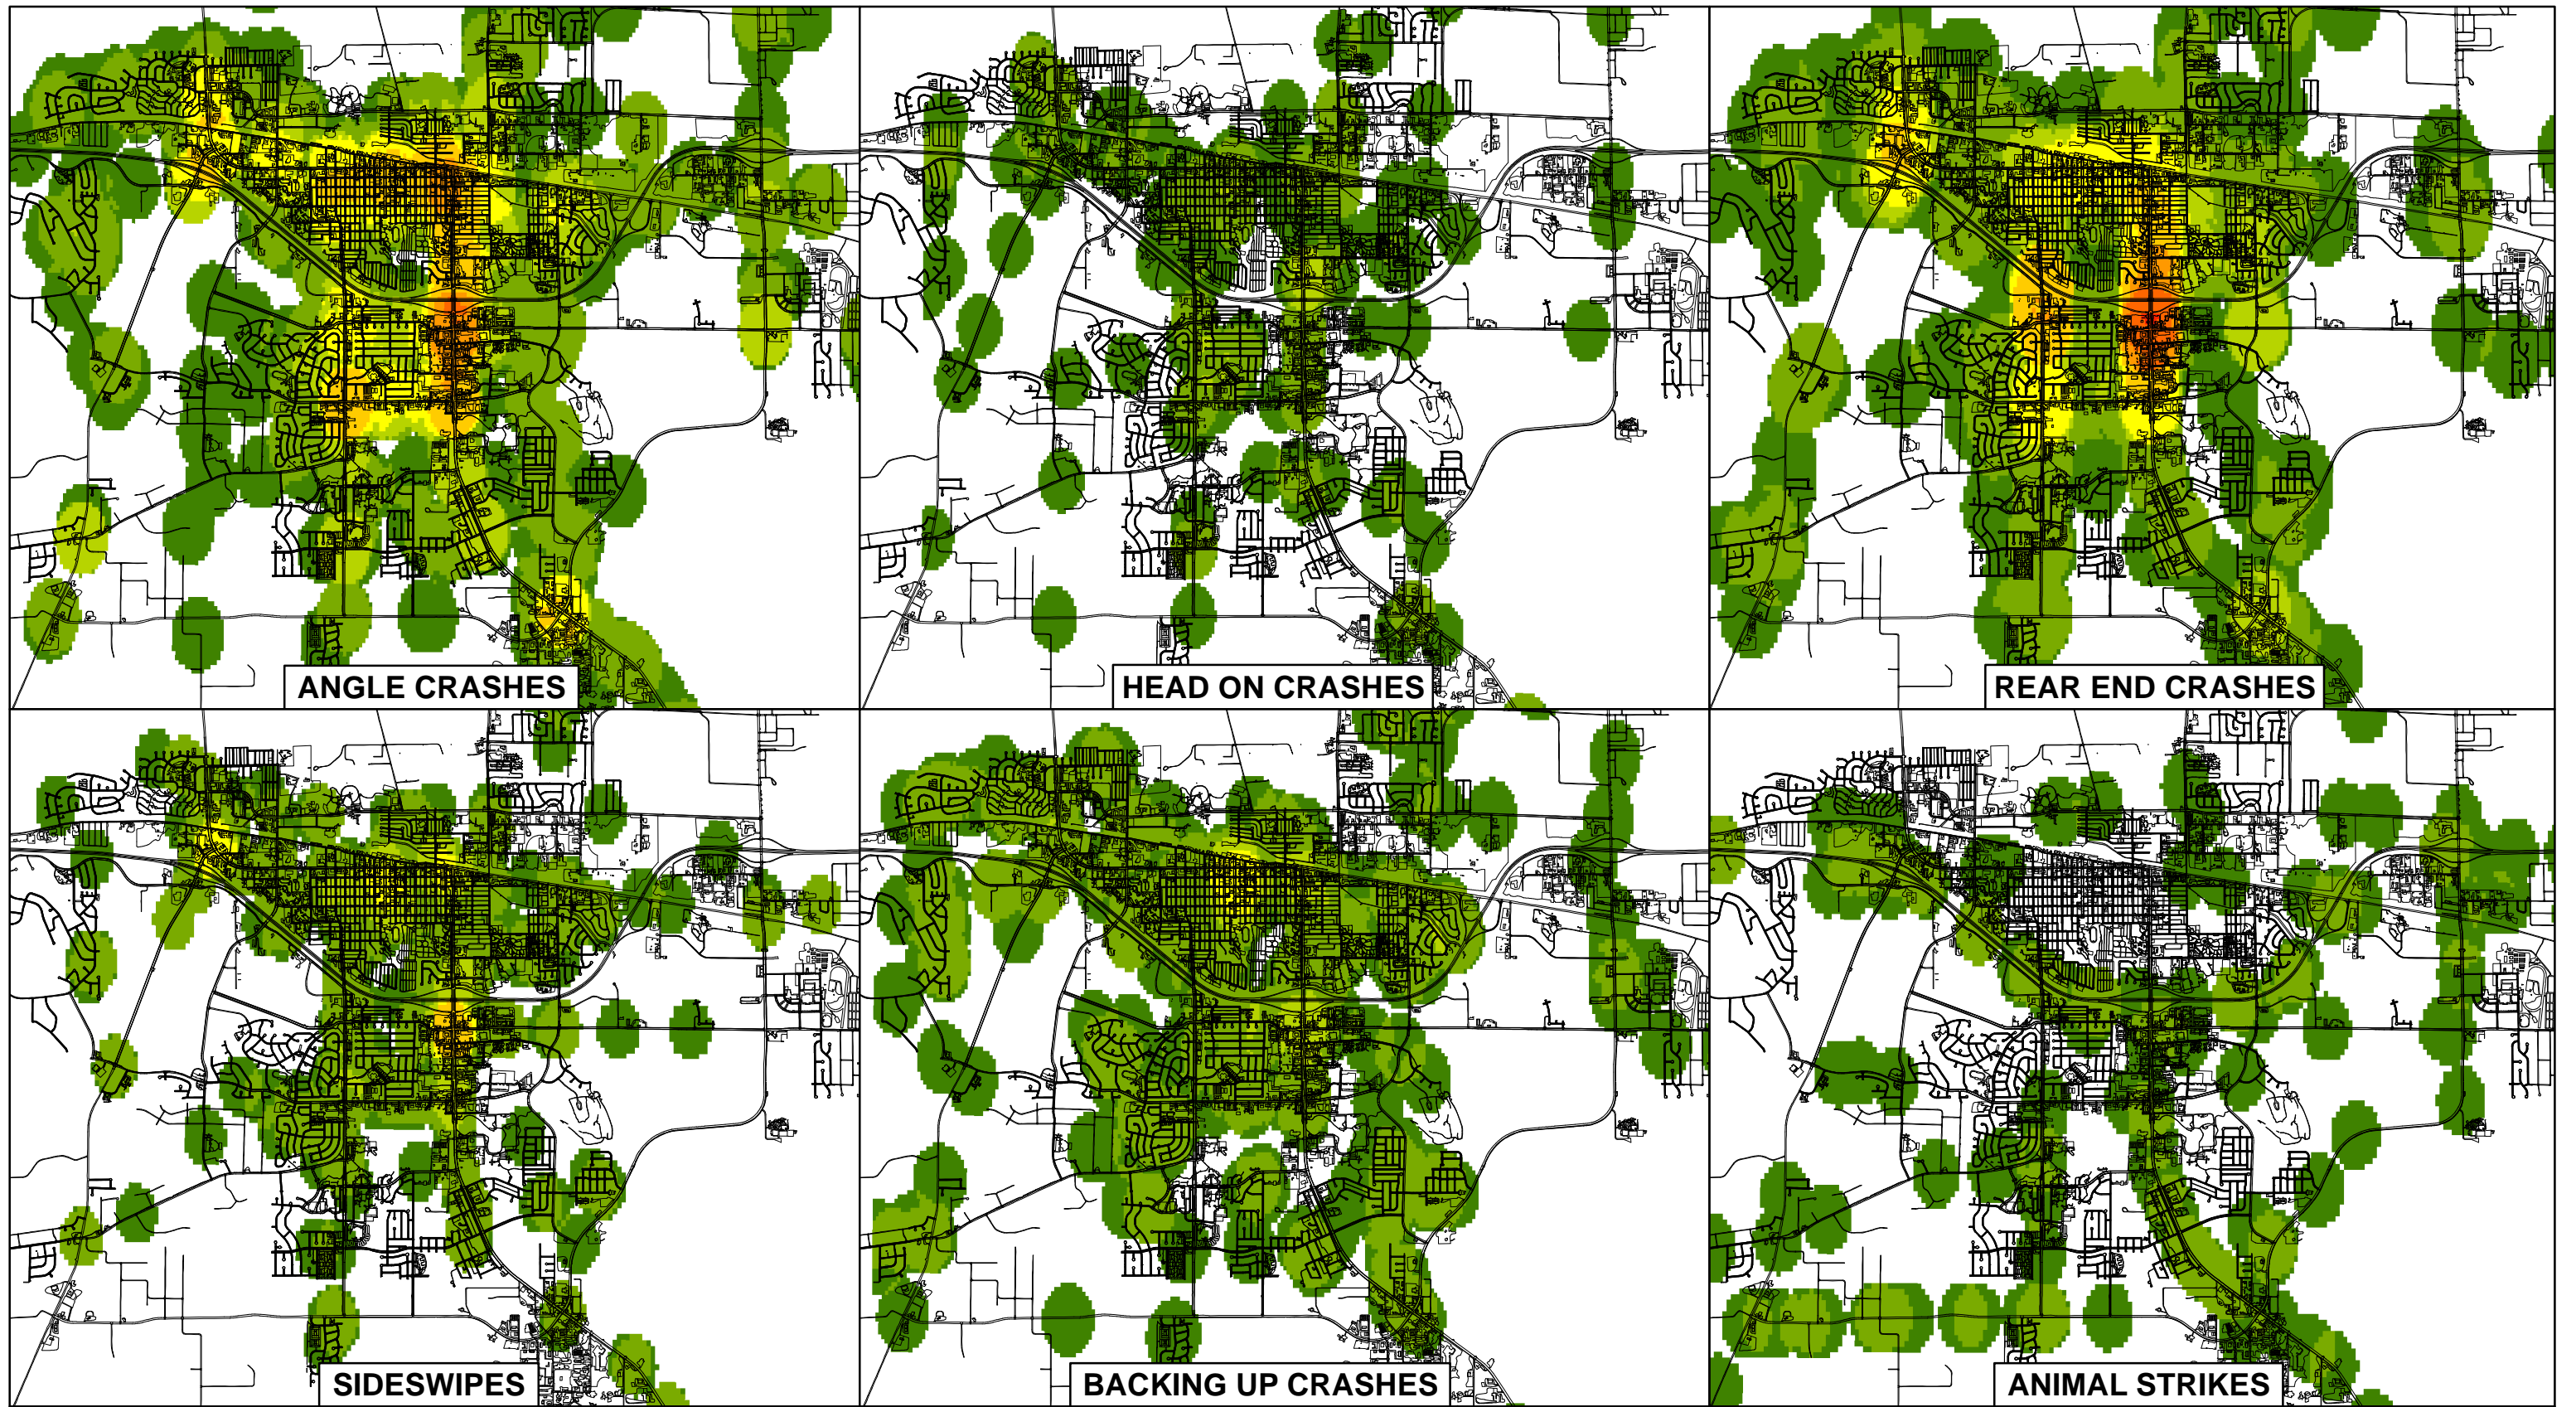 ANGLE CRASHES
HEAD ON CRASHES
REAR END CRASHES
SIDESWIPES
BACKING UP CRASHES
ANIMAL STRIKES